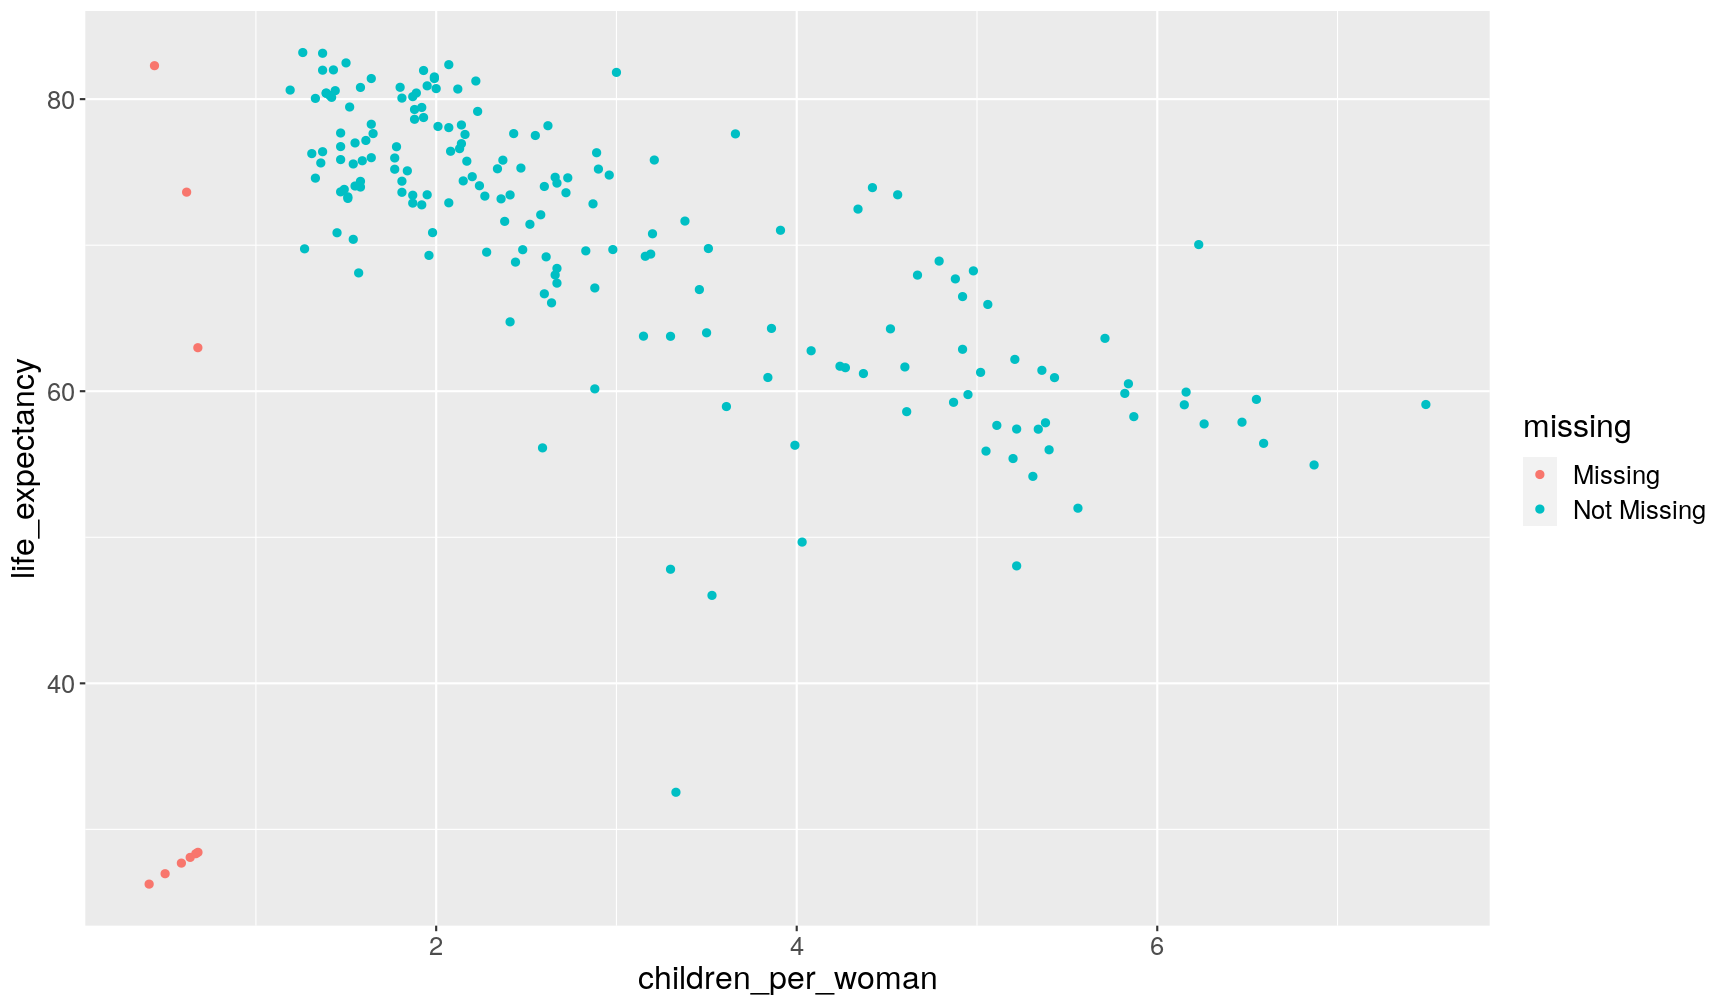 80
60
40
2 4 6
life_expectancy
children_per_woman
missing
Missing
Not Missing